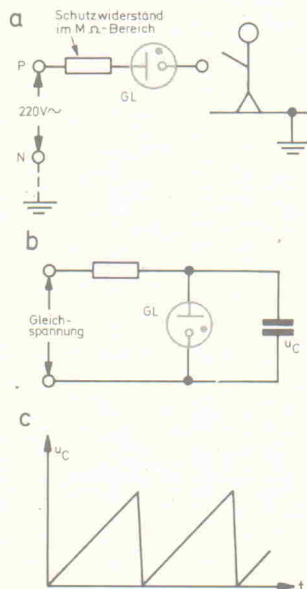 a
Schutzwiderstand
im MΩ-Bereich
P
GL
220V~
N
b
Gleich-
spannung
GL
u_C
c
u_C
t